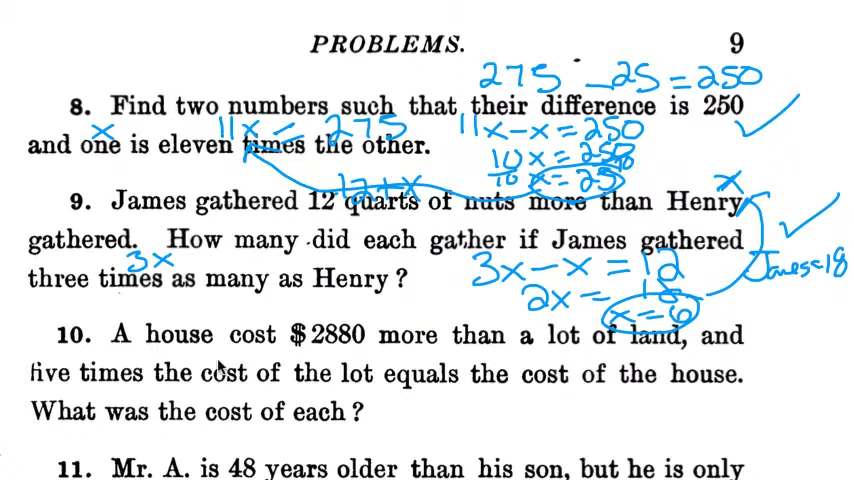 PROBLEMS. 9
275 - 25 = 250
8. Find two numbers such that their difference is 250
x 11x = 275 11x - x = 250
and one is eleven times the other.
10x = 250
10 10
x = 25
12 + x x
9. James gathered 12 quarts of nuts more than Henry
gathered. How many did each gather if James gathered
3x 3x - x = 12 James = 18
three times as many as Henry?
2x = 12
x = 6
10. A house cost $2880 more than a lot of land, and
five times the cost of the lot equals the cost of the house.
What was the cost of each?
11. Mr. A. is 48 years older than his son, but he is only